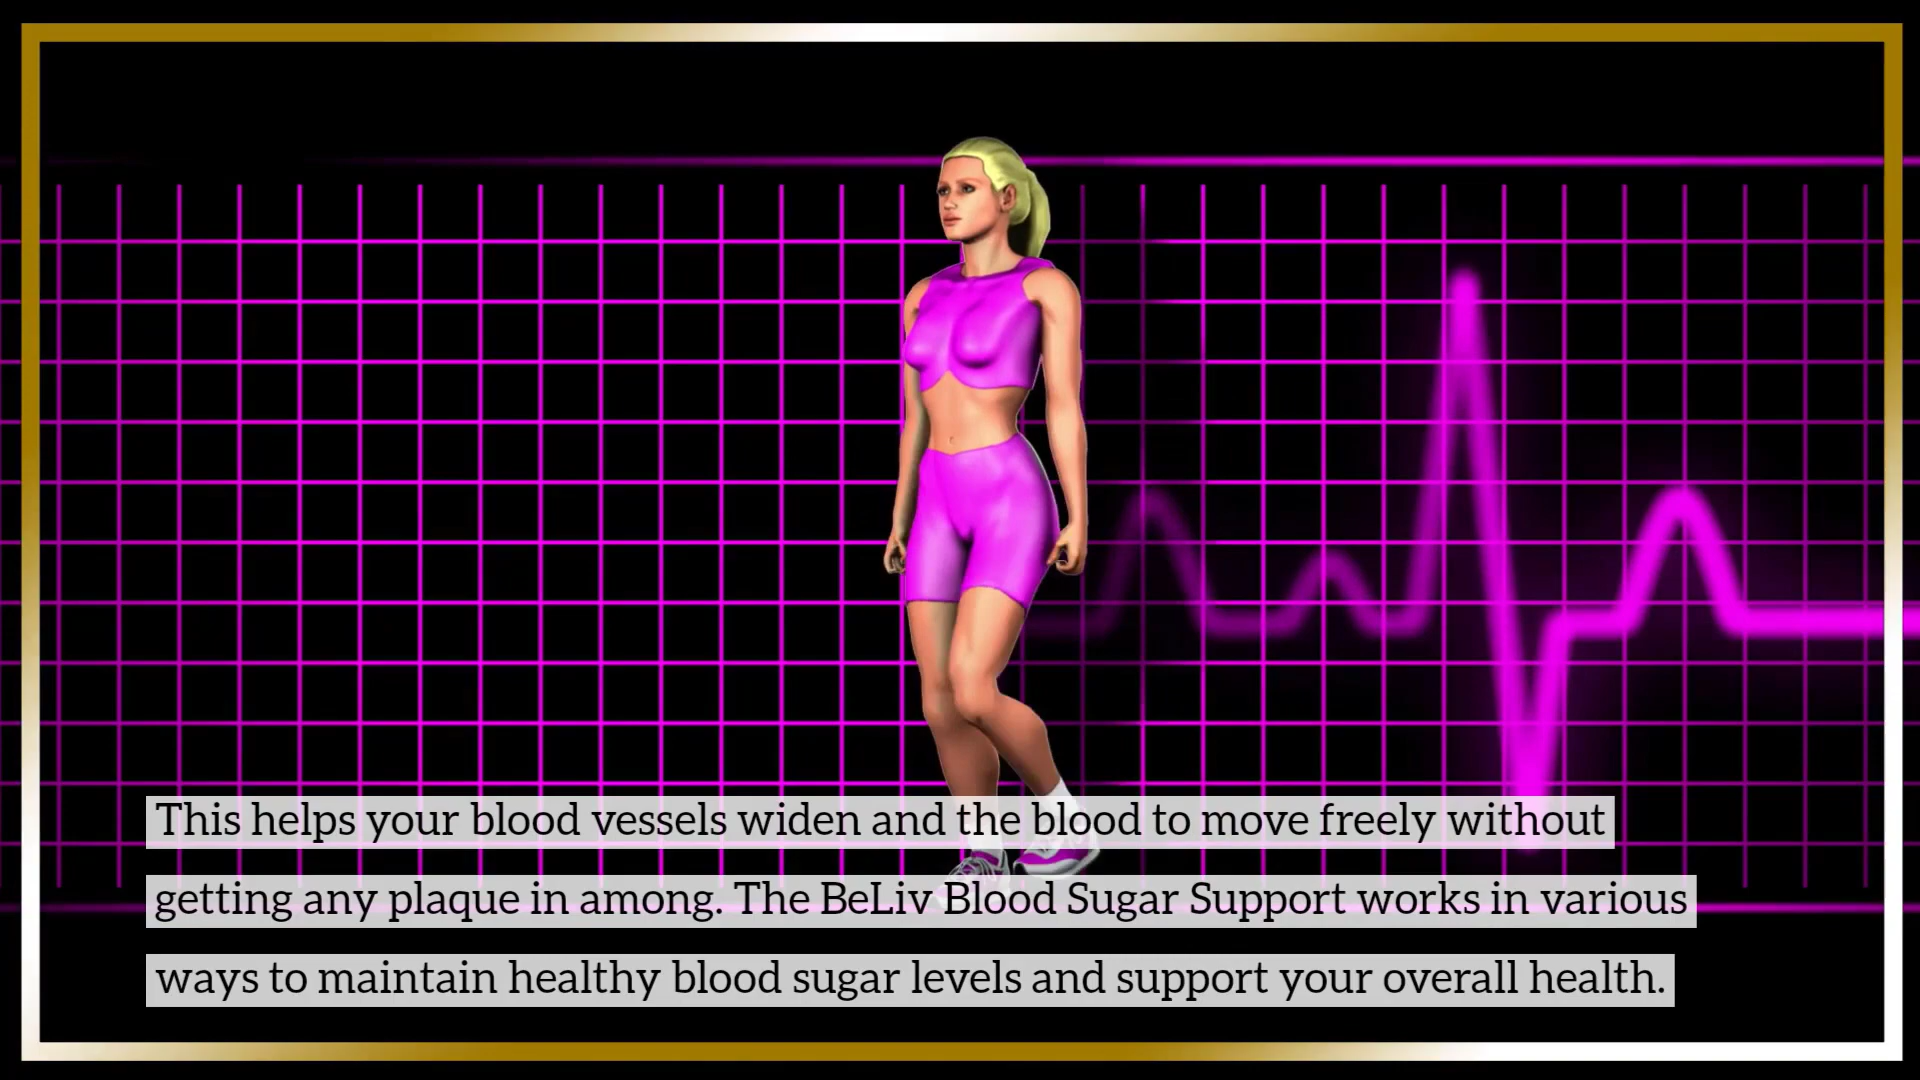 This helps your blood vessels widen and the blood to move freely without
getting any plaque in among. The BeLiv Blood Sugar Support works in various
ways to maintain healthy blood sugar levels and support your overall health.